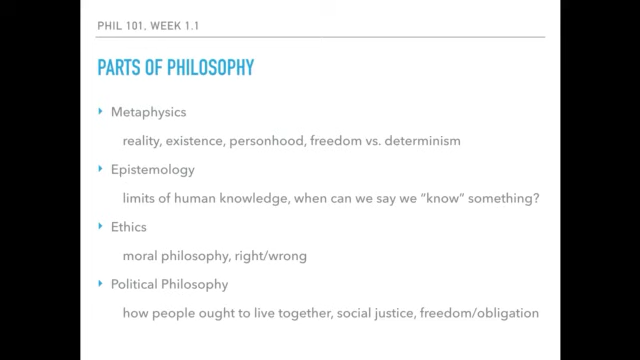 PHIL 101, WEEK 1.1
PARTS OF PHILOSOPHY
Metaphysics
reality, existence, personhood, freedom vs. determinism
Epistemology
limits of human knowledge, when can we say we “know” something?
Ethics
moral philosophy, right/wrong
Political Philosophy
how people ought to live together, social justice, freedom/obligation